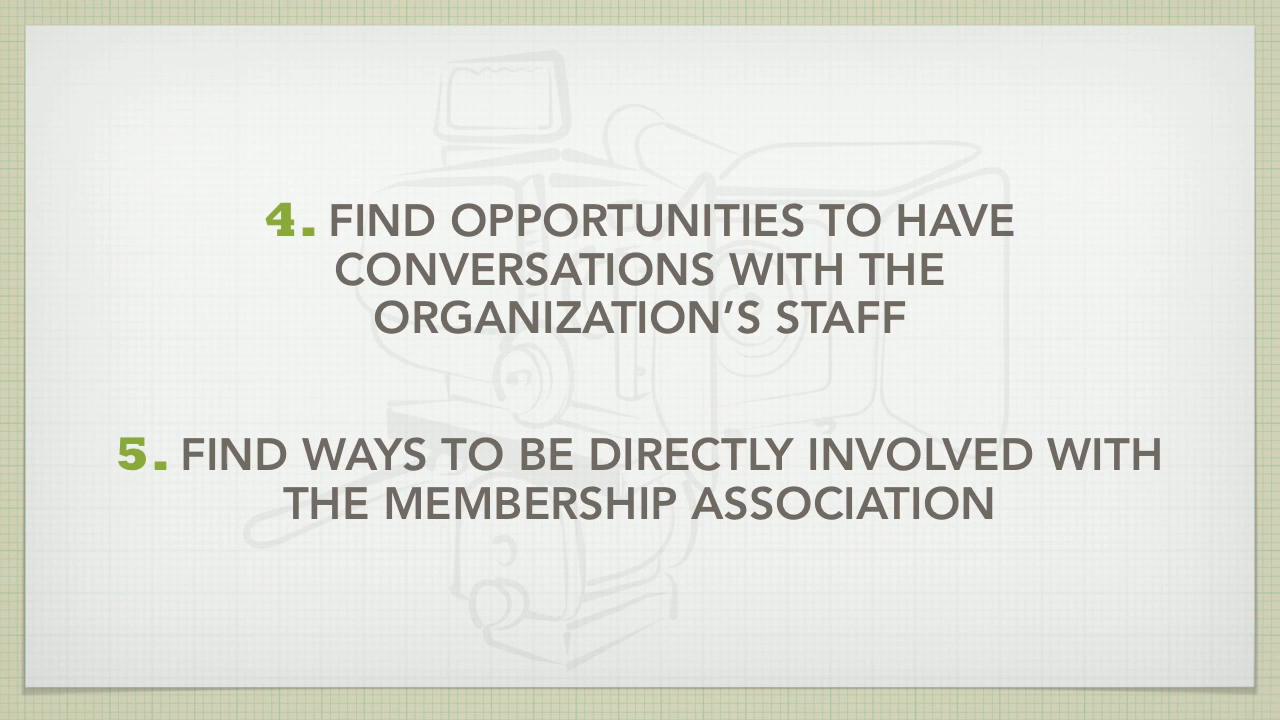 4. FIND OPPORTUNITIES TO HAVE
CONVERSATIONS WITH THE
ORGANIZATION’S STAFF
5. FIND WAYS TO BE DIRECTLY INVOLVED WITH
THE MEMBERSHIP ASSOCIATION